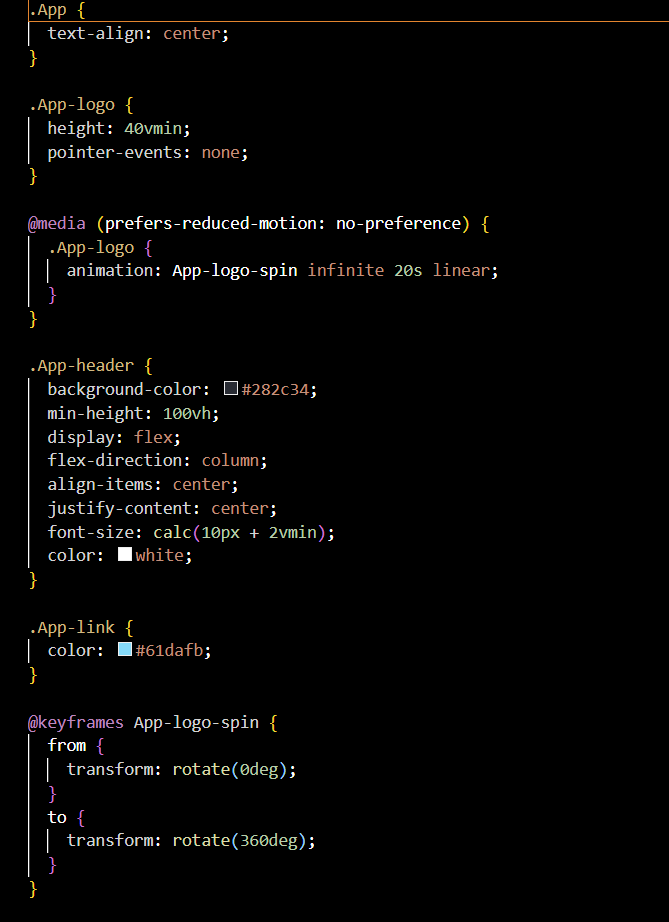 .App {
  text-align: center;
}

.App-logo {
  height: 40vmin;
  pointer-events: none;
}

@media (prefers-reduced-motion: no-preference) {
  .App-logo {
    animation: App-logo-spin infinite 20s linear;
  }
}

.App-header {
  background-color: #282c34;
  min-height: 100vh;
  display: flex;
  flex-direction: column;
  align-items: center;
  justify-content: center;
  font-size: calc(10px + 2vmin);
  color: white;
}

.App-link {
  color: #61dafb;
}

@keyframes App-logo-spin {
  from {
    transform: rotate(0deg);
  }
  to {
    transform: rotate(360deg);
  }
}